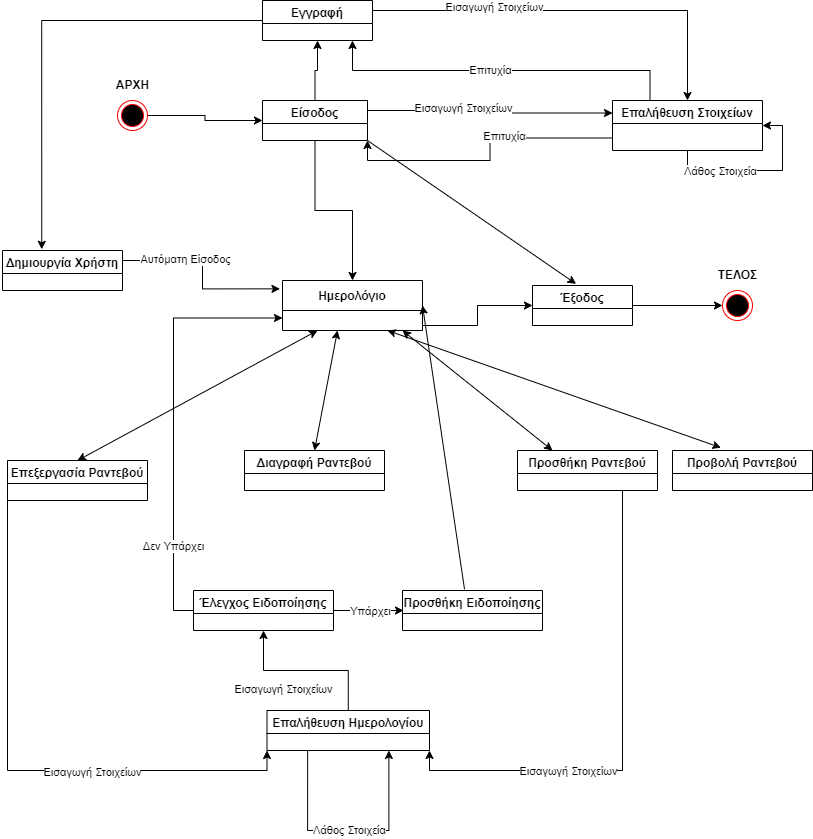 Εισαγωγή Στοιχείων
Εγγραφή
Επιτυχία
ΑΡΧΗ
Είσοδος
Εισαγωγή Στοιχείων
Επαλήθευση Στοιχείων
Επιτυχία
Λάθος Στοιχεία
Δημιουργία Χρήστη
Αυτόματη Είσοδος
ΤΕΛΟΣ
Ημερολόγιο
Έξοδος
Επεξεργασία Ραντεβού
Διαγραφή Ραντεβού
Προσθήκη Ραντεβού
Προβολή Ραντεβού
Δεν Υπάρχει
Έλεγχος Ειδοποίησης
Υπάρχει
Προσθήκη Ειδοποίησης
Εισαγωγή Στοιχείων
Επαλήθευση Ημερολογίου
Εισαγωγή Στοιχείων
Εισαγωγή Στοιχείων
Λάθος Στοιχεία